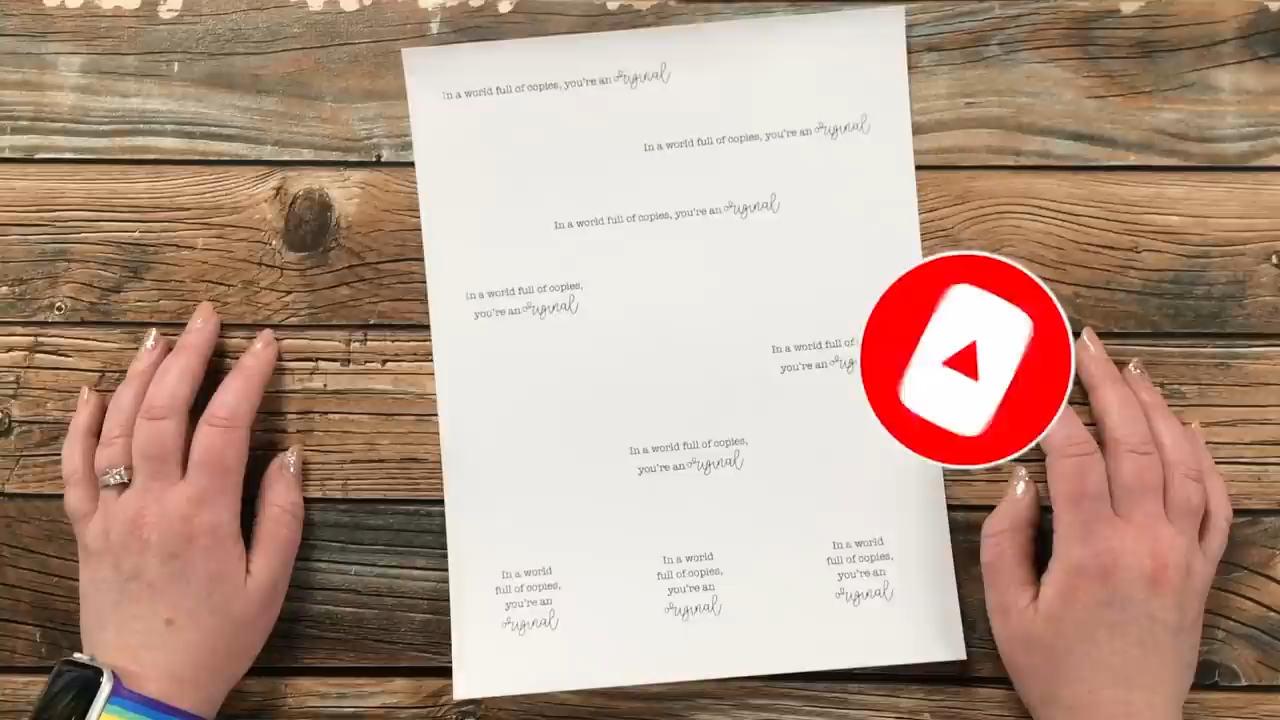 In a world full of copies, you're an original
In a world full of copies, you're an original
In a world full of copies, you're an original
In a world full of copies,
you're an original
In a world full of
you're an
In a world full of copies,
you're an original
In a world
full of copies,
you're an
original
In a world
full of copies,
you're an
original
In a world
full of copies,
you're an
original